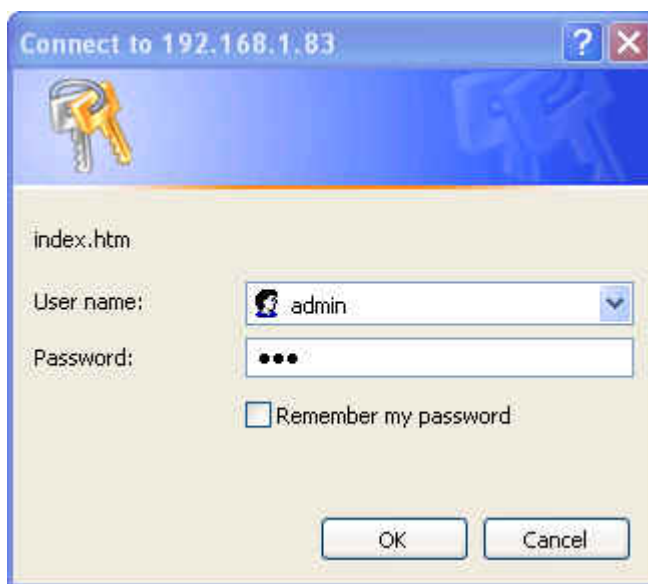 Connect to 192.168.1.83
index.htm
User name:
admin
Password:
•••
Remember my password
OK
Cancel